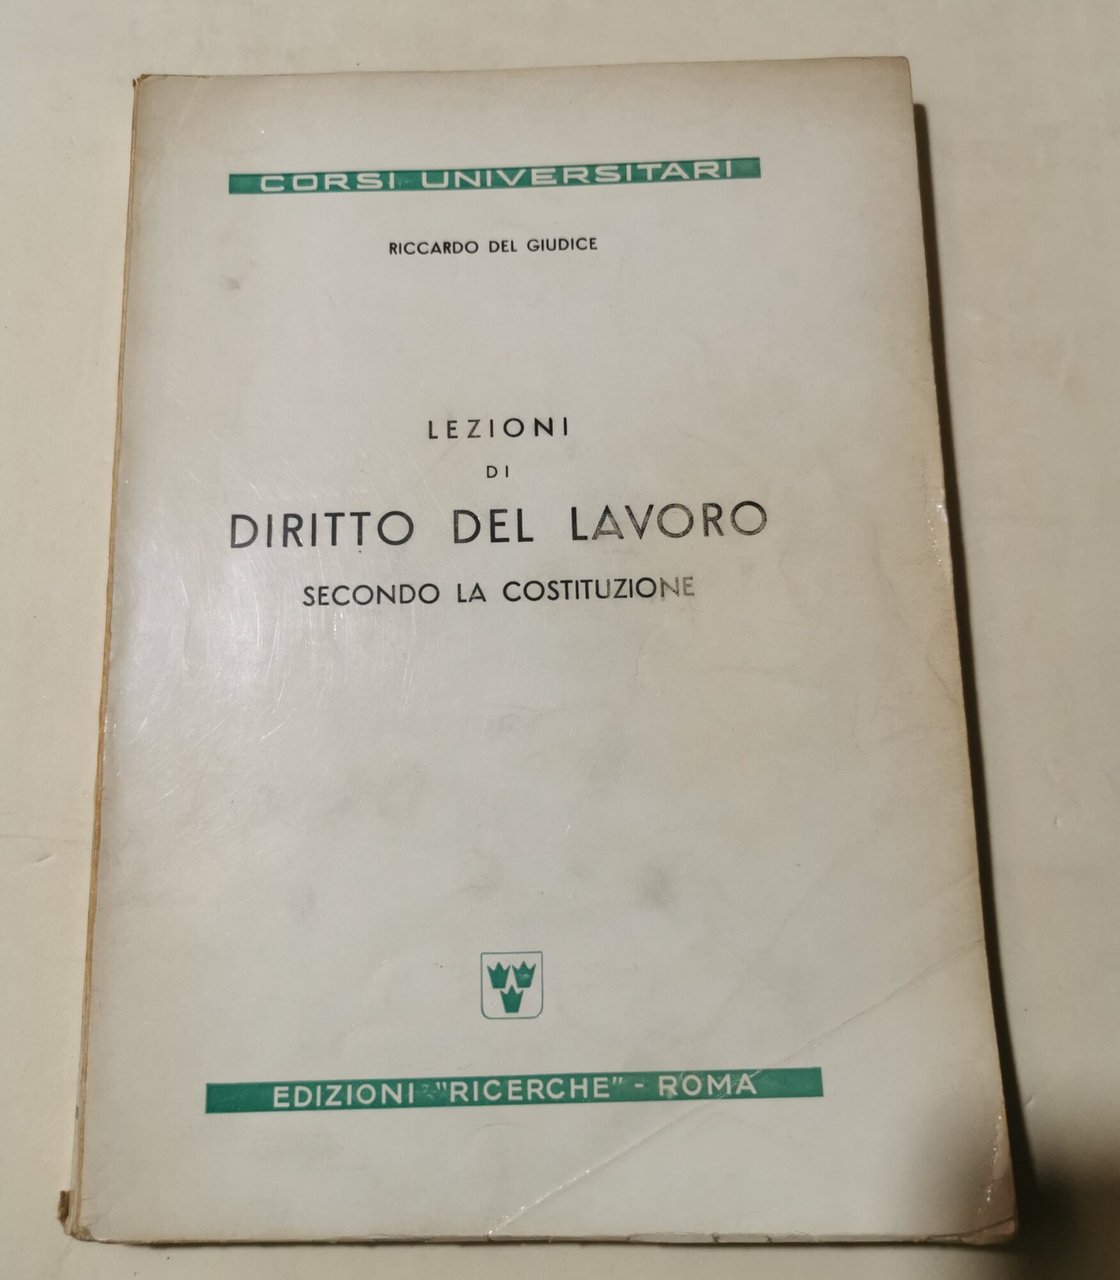 CORSI UNIVERSITARI
RICCARDO DEL GIUDICE
LEZIONI
DI
DIRITTO DEL LAVORO
SECONDO LA COSTITUZIONE
EDIZIONI "RICERCHE" - ROMA